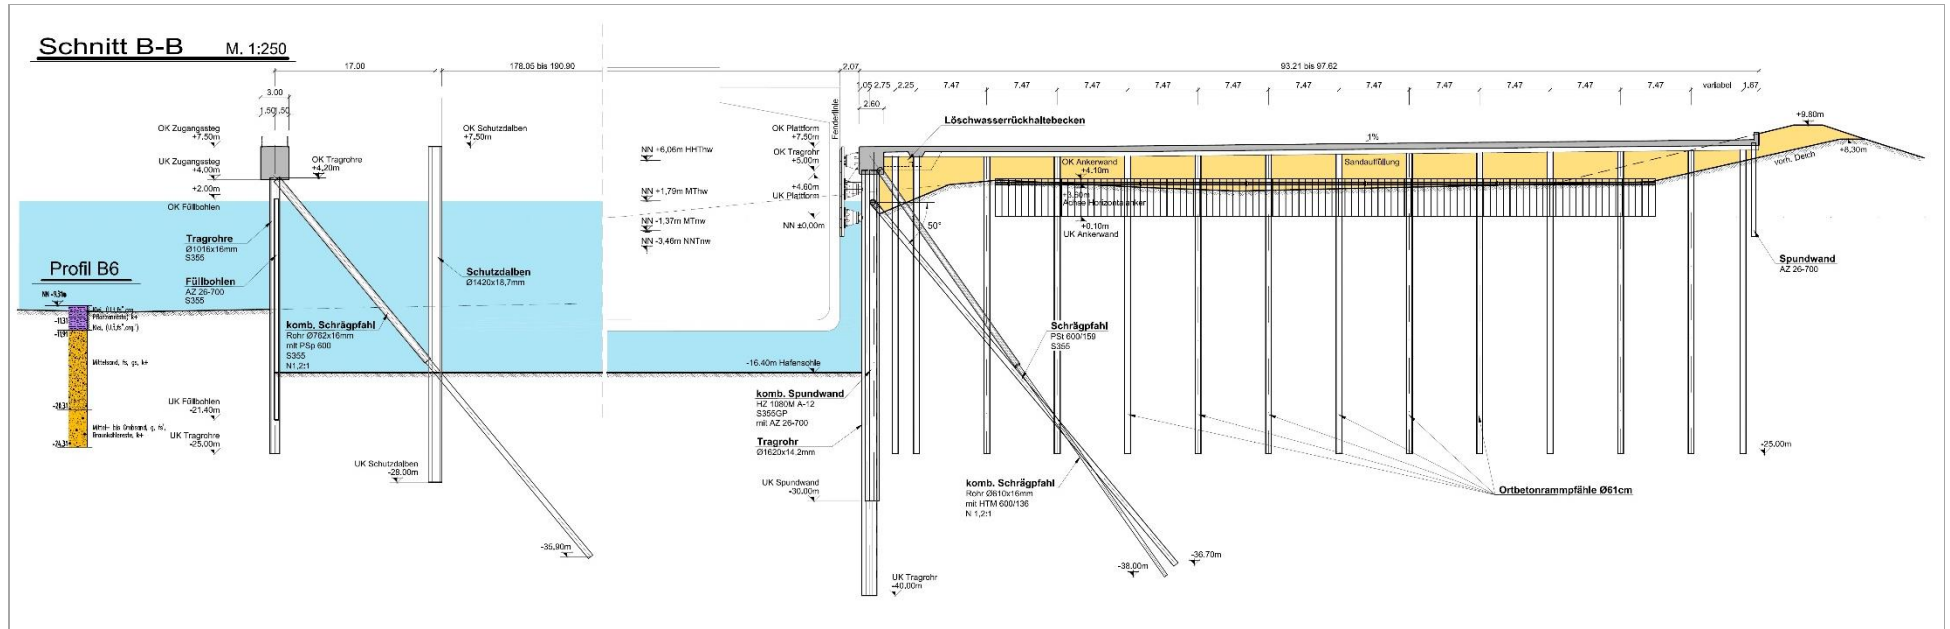 Schnitt B-B M. 1:250
17.00
178.05 bis 190.90
2.07
93.21 bis 97.62
3.00
1.50 1.50
1.05 2.75 2.25 7.47 7.47 7.47 7.47 7.47 7.47 7.47 7.47 7.47 7.47 variabel 1.67
2.60
OK Zugangssteg
+7.50m
UK Zugangssteg
+4,00m
+2.00m
OK Füllbohlen
OK Tragrohre
+4,20m
OK Schutzdalben
+7.50m
NN +6,06m HHThw
NN +1,79m MThw
NN -1,37m MTnw
NN -3,46m NNTnw
Fenderlinie
OK Plattform
+7.50m
OK Tragrohr
+5.00m
+4,60m
UK Plattform
NN ±0,00m
Löschwasserrückhaltebecken
1%
OK Ankerwand
+4.10m
Sandauffüllung
+3.50m
Achse Horizontalanker
+0.10m
UK Ankerwand
50°
+9.80m
+8,30m
vorh. Deich
Spundwand
AZ 26-700
Tragrohre
Ø1016x16mm
S355
Füllbohlen
AZ 26-700
S355
Schutzdalben
Ø1420x18,7mm
Profil B6
komb. Schrägpfahl
Rohr Ø762x16mm
mit PSp 600
S355
N1,2:1
Mittelsand, fs, gs, k+
UK Füllbohlen
-21.40m
UK Tragrohre
-25.00m
UK Schutzdalben
-28.00m
-35.90m
-16.40m Hafensohle
komb. Spundwand
HZ 1080M A-12
S355GP
mit AZ 26-700
Tragrohr
Ø1620x14.2mm
UK Spundwand
+30.00m
UK Tragrohr
-40.00m
Schrägpfahl
PSt 600/159
S355
komb. Schrägpfahl
Rohr Ø610x16mm
mit HTM 600/136
N 1,2:1
-38.00m
-36.70m
Ortbetonrammpfähle Ø61cm
-25.00m